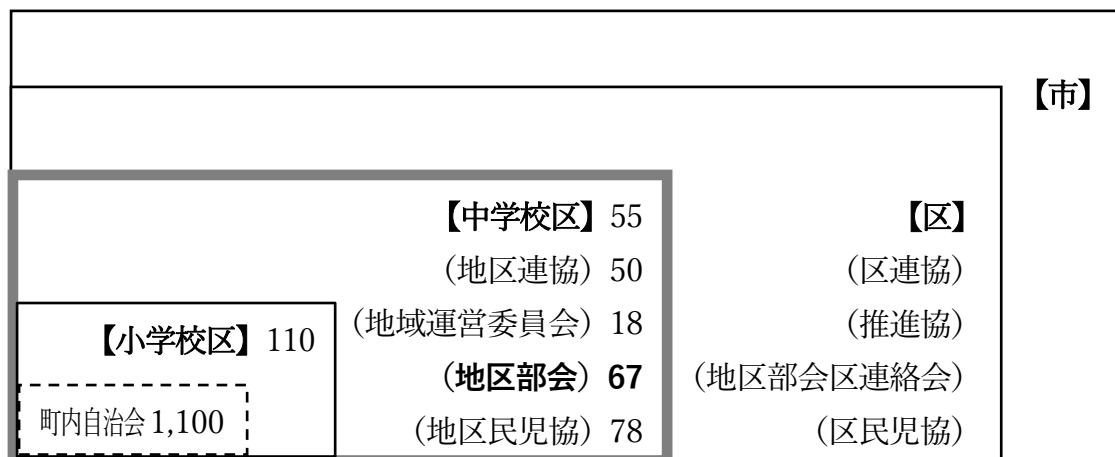 【市】
【中学校区】55
【区】
（地区連協）50
（区連協）
【小学校区】110
（地域運営委員会）18
（推進協）
（地区部会）67
（地区部会区連絡会）
町内自治会1,100
（地区民児協）78
（区民児協）